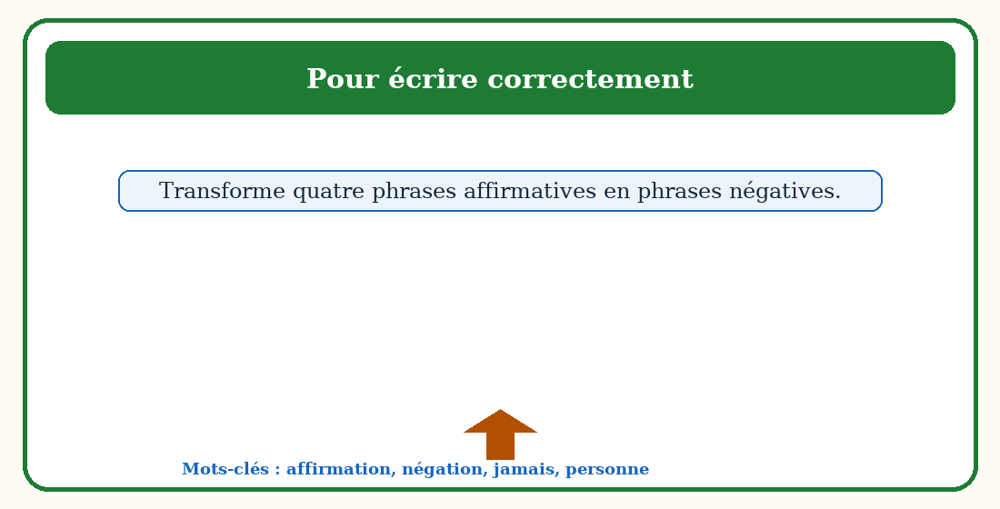 Pour écrire correctement
Transforme quatre phrases affirmatives en phrases négatives.
Mots-clés : affirmation, négation, jamais, personne